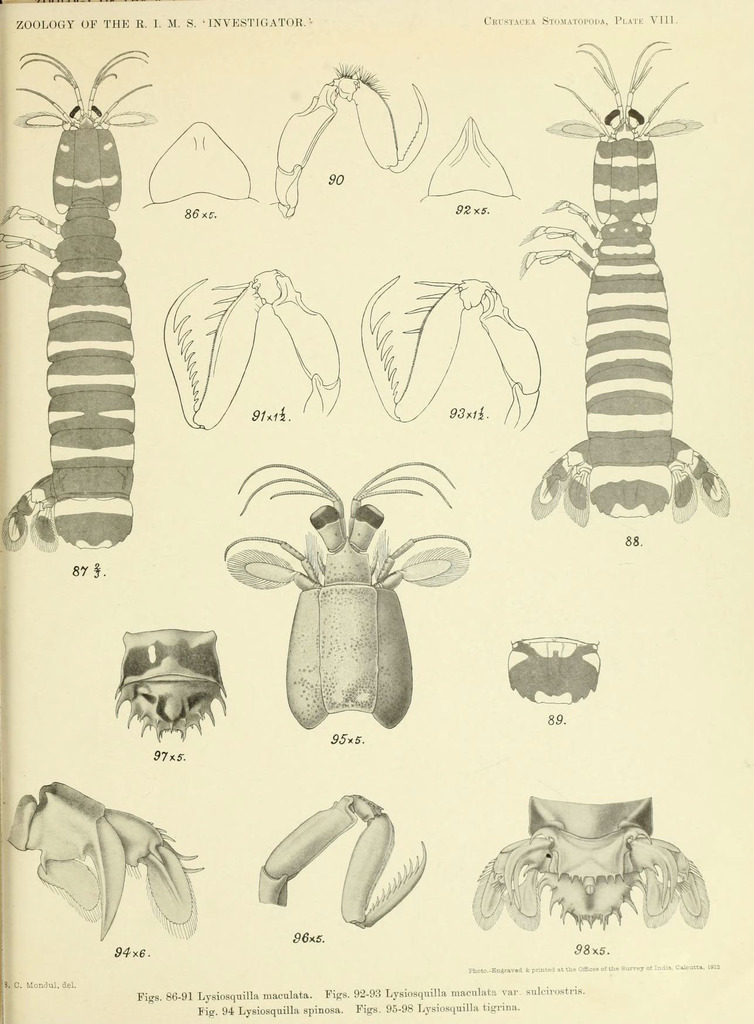 ZOOLOGY OF THE R. I. M. S. 'INVESTIGATOR.'
CRUSTACEA STOMATOPODA, PLATE VIII.
86 x 5.
90
92 x 5.
91 x 1½.
93 x 1½.
87 ⅔.
88.
97 x 5.
95 x 5.
89.
94 x 6.
96 x 5.
98 x 5.
Photo.-Engraved & printed at the Offices of the Survey of India, Calcutta, 1912
C. Mondul, del.
Figs. 86-91 Lysiosquilla maculata. Figs. 92-93 Lysiosquilla maculata var. sulcirostris.
Fig. 94 Lysiosquilla spinosa. Figs. 95-98 Lysiosquilla tigrina.